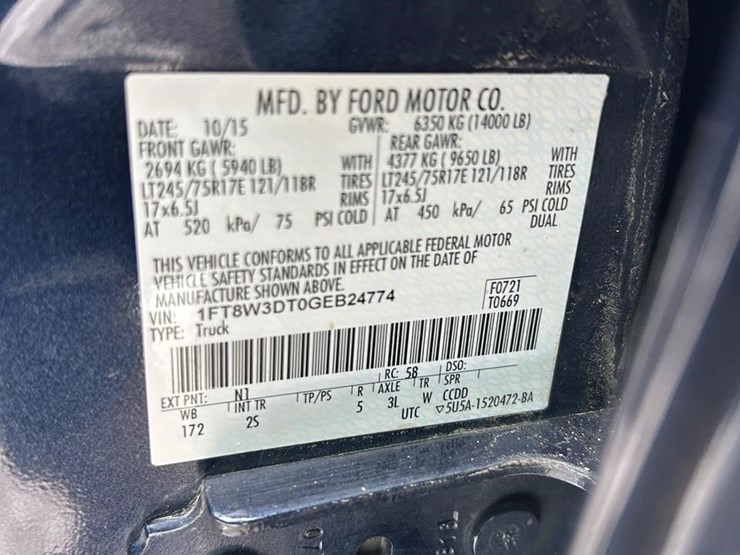 MFD. BY FORD MOTOR CO.
DATE: 10/15 GVWR: 6350 KG (14000 LB)
FRONT GAWR: REAR GAWR:
2694 KG ( 5940 LB) WITH 4377 KG ( 9650 LB) WITH
LT245/75R17E 121/118R TIRES LT245/75R17E 121/118R TIRES
17x6.5J RIMS 17x6.5J RIMS
AT 520 kPa/ 75 PSI COLD AT 450 kPa/ 65 PSI COLD
DUAL
THIS VEHICLE CONFORMS TO ALL APPLICABLE FEDERAL MOTOR
VEHICLE SAFETY STANDARDS IN EFFECT ON THE DATE OF
MANUFACTURE SHOWN ABOVE.
VIN: 1FT8W3DT0GEB24774 F0721
TYPE: Truck T0669
EXT PNT: N1 RC: 58 DSO:
WB INT TR TP/PS R AXLE TR SPR
172 2S 5 3L W CCDD
UTC ▽5U5A-1520472-BA